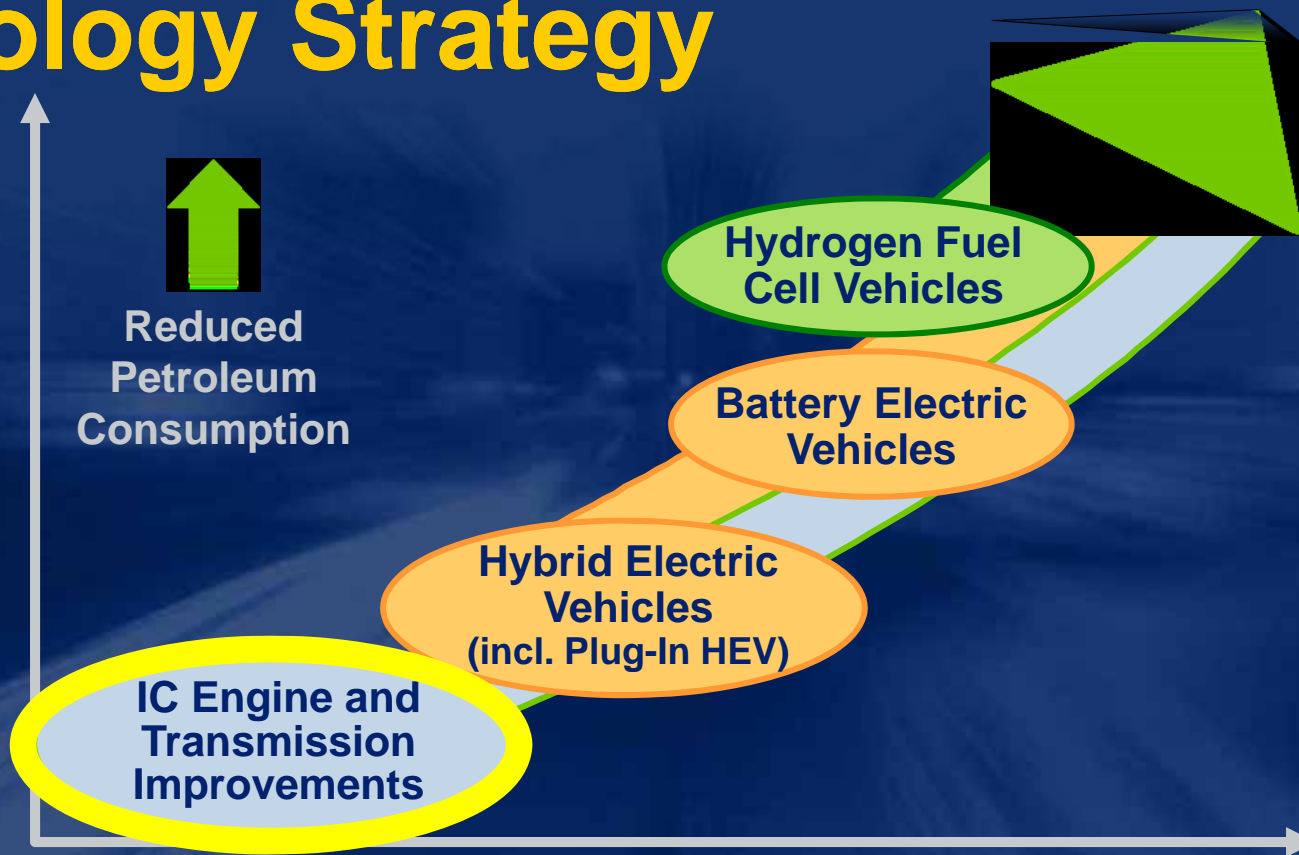 ology Strategy
Reduced
Petroleum
Consumption
Hydrogen Fuel
Cell Vehicles
Battery Electric
Vehicles
Hybrid Electric
Vehicles
(incl. Plug-In HEV)
IC Engine and
Transmission
Improvements